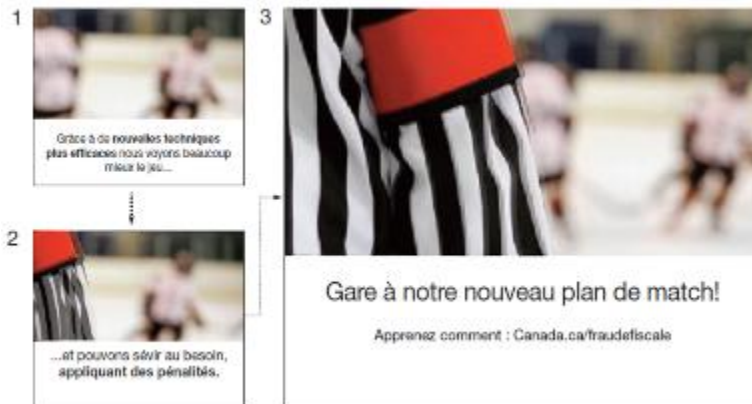 1
Grâce à de nouvelles techniques
plus efficaces nous voyons beaucoup
mieux le jeu...
2
...et pouvons sévir au besoin,
appliquant des pénalités.
3
Gare à notre nouveau plan de match!
Apprenez comment : Canada.ca/fraudefiscale